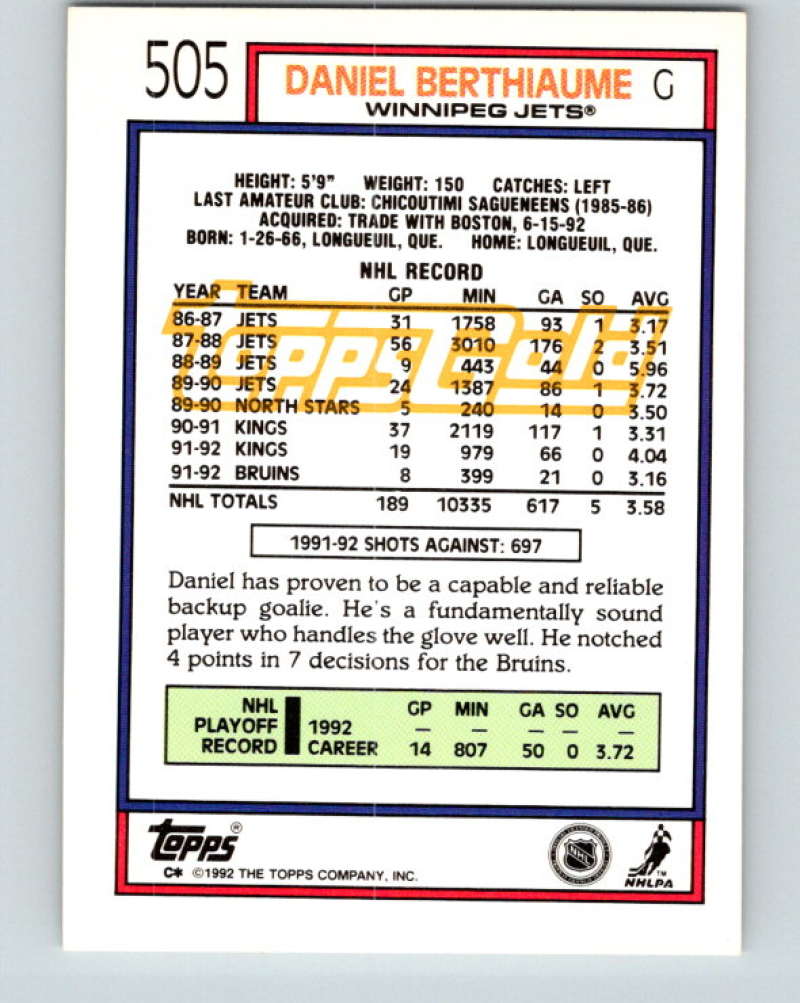 505 DANIEL BERTHIAUME G
WINNIPEG JETS®
HEIGHT: 5'9" WEIGHT: 150 CATCHES: LEFT
LAST AMATEUR CLUB: CHICOUTIMI SAGUENEENS (1985-86)
ACQUIRED: TRADE WITH BOSTON, 6-15-92
BORN: 1-26-66, LONGUEUIL, QUE. HOME: LONGUEUIL, QUE.
NHL RECORD
YEAR TEAM GP MIN GA SO AVG
86-87 JETS 31 1758 93 1 3.17
87-88 JETS 56 3010 176 2 3.51
88-89 JETS 9 443 44 0 5.96
89-90 JETS 24 1387 86 1 3.72
89-90 NORTH STARS 5 240 14 0 3.50
90-91 KINGS 37 2119 117 1 3.31
91-92 KINGS 19 979 66 0 4.04
91-92 BRUINS 8 399 21 0 3.16
NHL TOTALS 189 10335 617 5 3.58
Topps Gold
1991-92 SHOTS AGAINST: 697
Daniel has proven to be a capable and reliable
backup goalie. He's a fundamentally sound
player who handles the glove well. He notched
4 points in 7 decisions for the Bruins.
NHL PLAYOFF RECORD
GP MIN GA SO AVG
1992 — — — — —
CAREER 14 807 50 0 3.72
Topps®
C* ©1992 THE TOPPS COMPANY, INC.
NHL
™
NHLPA